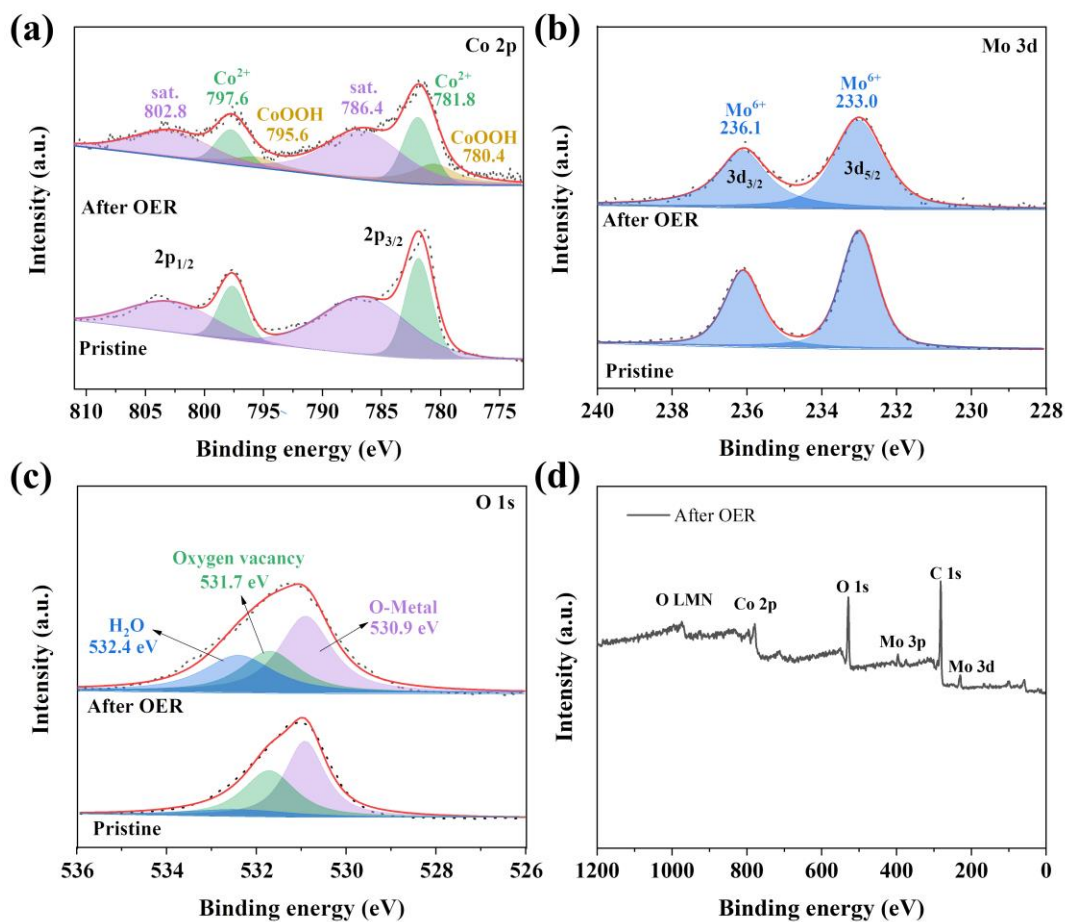 (a)
Co 2p
sat.
802.8
Co2+
797.6
CoOOH
795.6
sat.
786.4
Co2+
781.8
CoOOH
780.4
After OER
2p1/2
2p3/2
Pristine
Intensity (a.u.)
810 805 800 795 790 785 780 775
Binding energy (eV)
(b)
Mo 3d
Mo6+
236.1
Mo6+
233.0
3d3/2
3d5/2
After OER
Pristine
Intensity (a.u.)
240 238 236 234 232 230 228
Binding energy (eV)
(c)
O 1s
Oxygen vacancy
531.7 eV
H2O
532.4 eV
O-Metal
530.9 eV
After OER
Pristine
Intensity (a.u.)
536 534 532 530 528 526
Binding energy (eV)
(d)
After OER
O LMN
Co 2p
O 1s
Mo 3p
C 1s
Mo 3d
Intensity (a.u.)
1200 1000 800 600 400 200 0
Binding energy (eV)